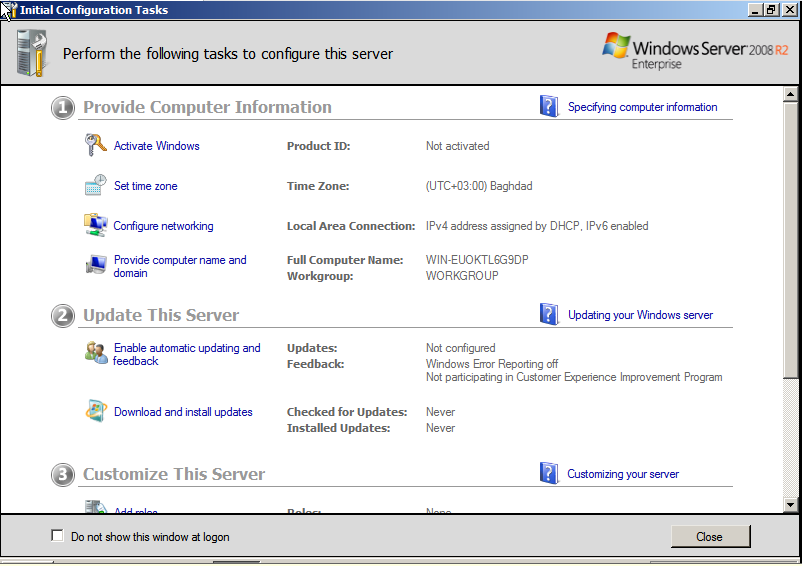 Initial Configuration Tasks
Perform the following tasks to configure this server
Windows Server 2008 R2
Enterprise
1 Provide Computer Information
Specifying computer information
Activate Windows Product ID: Not activated
Set time zone Time Zone: (UTC+03:00) Baghdad
Configure networking Local Area Connection: IPv4 address assigned by DHCP, IPv6 enabled
Provide computer name and domain Full Computer Name: WIN-EUOKTL6G9DP
Workgroup: WORKGROUP
2 Update This Server
Updating your Windows server
Enable automatic updating and feedback Updates: Not configured
Feedback: Windows Error Reporting off
Not participating in Customer Experience Improvement Program
Download and install updates Checked for Updates: Never
Installed Updates: Never
3 Customize This Server
Customizing your server
Add roles Roles: None
Do not show this window at logon
Close